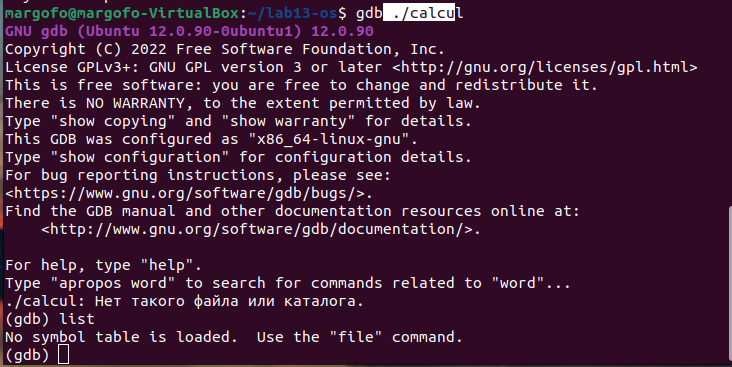 margofo@margofo-VirtualBox:~/lab13-os$ gdb ./calcul
GNU gdb (Ubuntu 12.0.90-0ubuntu1) 12.0.90
Copyright (C) 2022 Free Software Foundation, Inc.
License GPLv3+: GNU GPL version 3 or later <http://gnu.org/licenses/gpl.html>
This is free software: you are free to change and redistribute it.
There is NO WARRANTY, to the extent permitted by law.
Type "show copying" and "show warranty" for details.
This GDB was configured as "x86_64-linux-gnu".
Type "show configuration" for configuration details.
For bug reporting instructions, please see:
<https://www.gnu.org/software/gdb/bugs/>.
Find the GDB manual and other documentation resources online at:
    <http://www.gnu.org/software/gdb/documentation/>.

For help, type "help".
Type "apropos word" to search for commands related to "word"...
./calcul: Нет такого файла или каталога.
(gdb) list
No symbol table is loaded.  Use the "file" command.
(gdb)